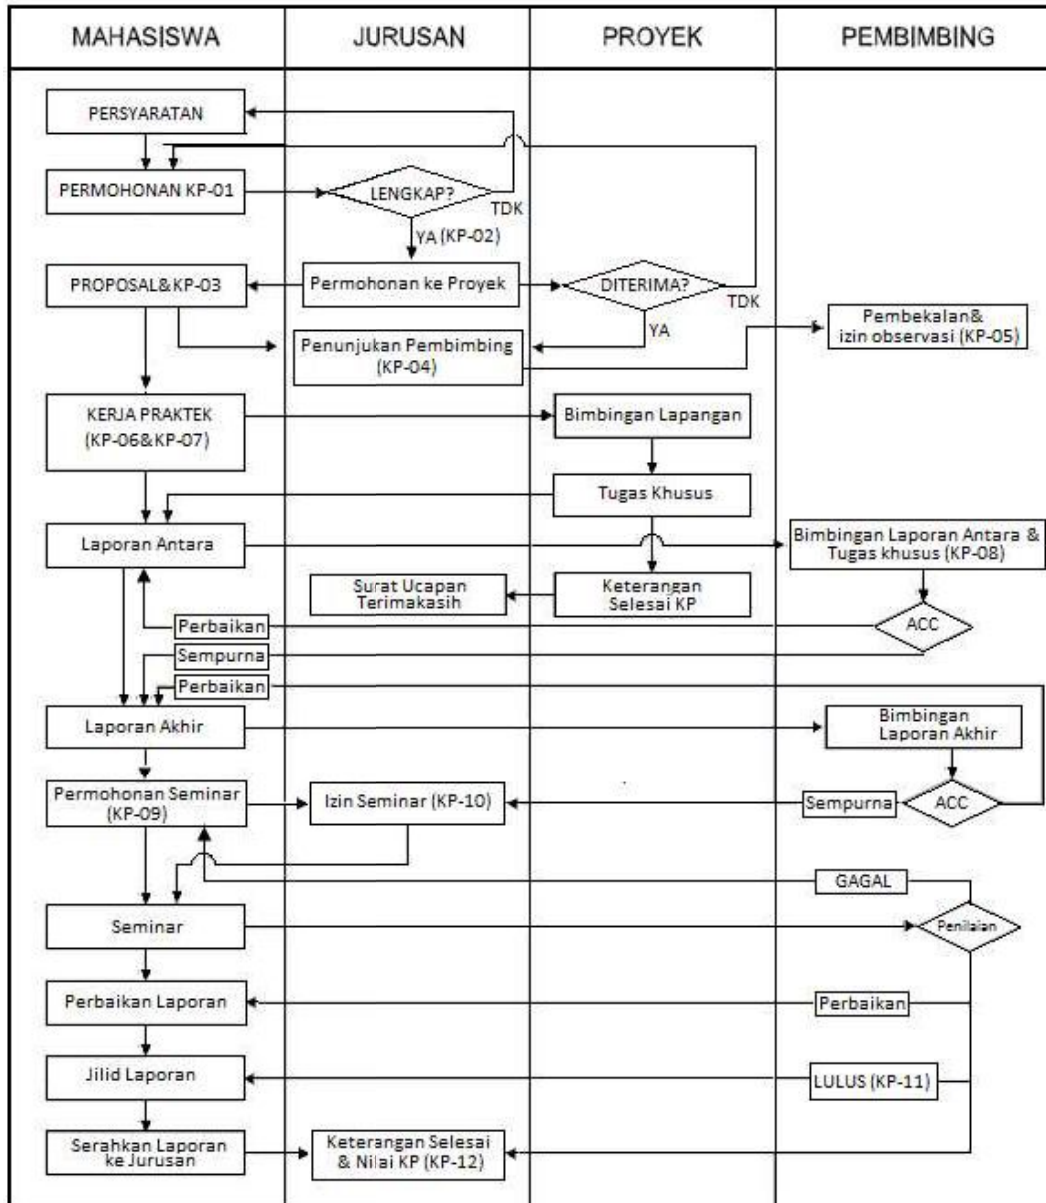 MAHASISWA
JURUSAN
PROYEK
PEMBIMBING
PERSYARATAN
PERMOHONAN KP-01
LENGKAP?
TDK
YA (KP-02)
PROPOSAL&KP-03
Permohonan ke Proyek
DITERIMA?
TDK
YA
Penunjukan Pembimbing
(KP-04)
Pembekalan&
izin observasi (KP-05)
KERJA PRAKTEK
(KP-06&KP-07)
Bimbingan Lapangan
Tugas Khusus
Laporan Antara
Bimbingan Laporan Antara &
Tugas khusus (KP-08)
Surat Ucapan
Terimakasih
Keterangan
Selesai KP
ACC
Perbaikan
Sempurna
Perbaikan
Laporan Akhir
Bimbingan
Laporan Akhir
Permohonan Seminar
(KP-09)
Izin Seminar (KP-10)
Sempurna
ACC
GAGAL
Seminar
Penilaian
Perbaikan Laporan
Perbaikan
Jilid Laporan
LULUS (KP-11)
Serahkan Laporan
ke Jurusan
Keterangan Selesai
& Nilai KP (KP-12)